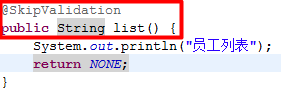 @SkipValidation
public String list() {
System.out.println("员工列表");
return NONE;
}